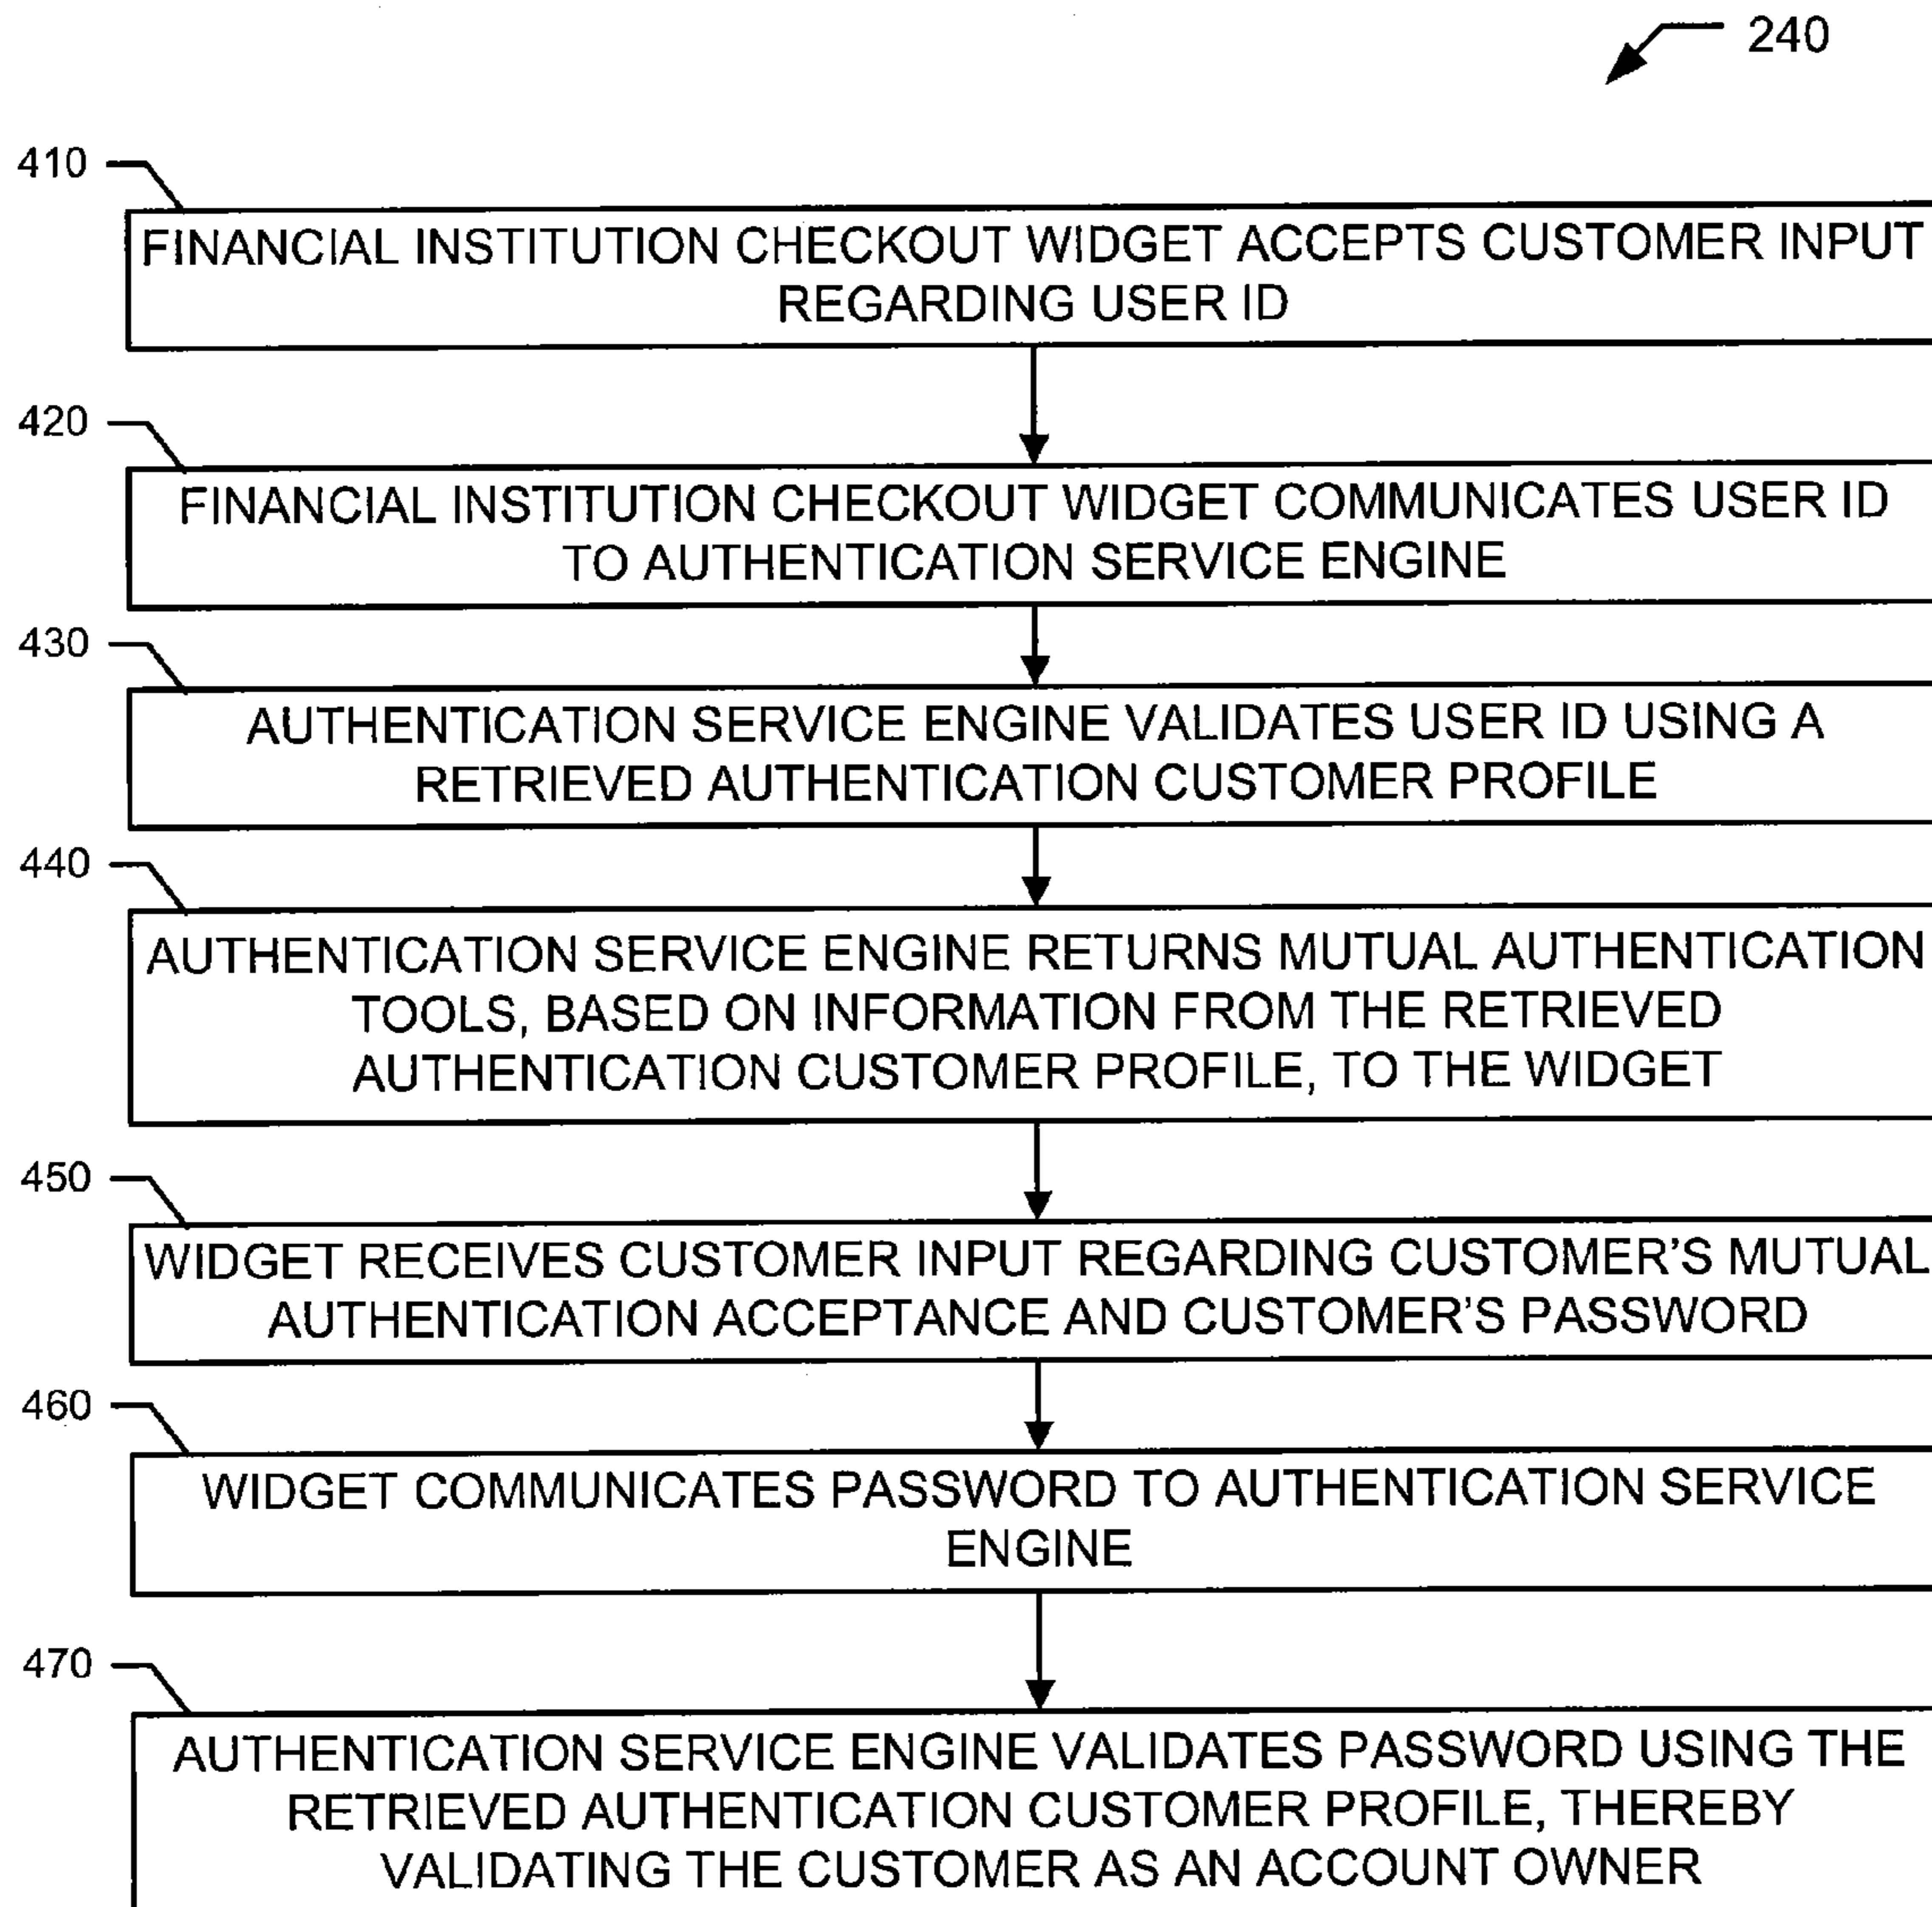 240
410
FINANCIAL INSTITUTION CHECKOUT WIDGET ACCEPTS CUSTOMER INPUT
REGARDING USER ID
420
FINANCIAL INSTITUTION CHECKOUT WIDGET COMMUNICATES USER ID
TO AUTHENTICATION SERVICE ENGINE
430
AUTHENTICATION SERVICE ENGINE VALIDATES USER ID USING A
RETRIEVED AUTHENTICATION CUSTOMER PROFILE
440
AUTHENTICATION SERVICE ENGINE RETURNS MUTUAL AUTHENTICATION
TOOLS, BASED ON INFORMATION FROM THE RETRIEVED
AUTHENTICATION CUSTOMER PROFILE, TO THE WIDGET
450
WIDGET RECEIVES CUSTOMER INPUT REGARDING CUSTOMER'S MUTUAL
AUTHENTICATION ACCEPTANCE AND CUSTOMER'S PASSWORD
460
WIDGET COMMUNICATES PASSWORD TO AUTHENTICATION SERVICE
ENGINE
470
AUTHENTICATION SERVICE ENGINE VALIDATES PASSWORD USING THE
RETRIEVED AUTHENTICATION CUSTOMER PROFILE, THEREBY
VALIDATING THE CUSTOMER AS AN ACCOUNT OWNER